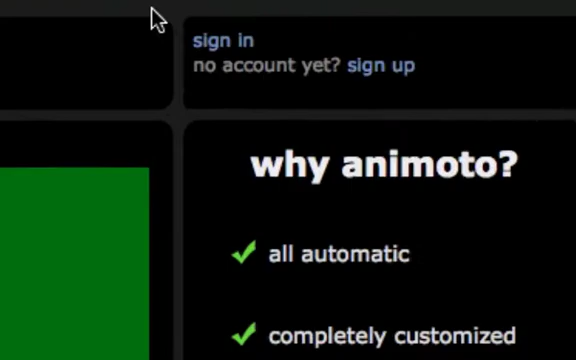 sign in
no account yet? sign up
why animoto?
all automatic
completely customized